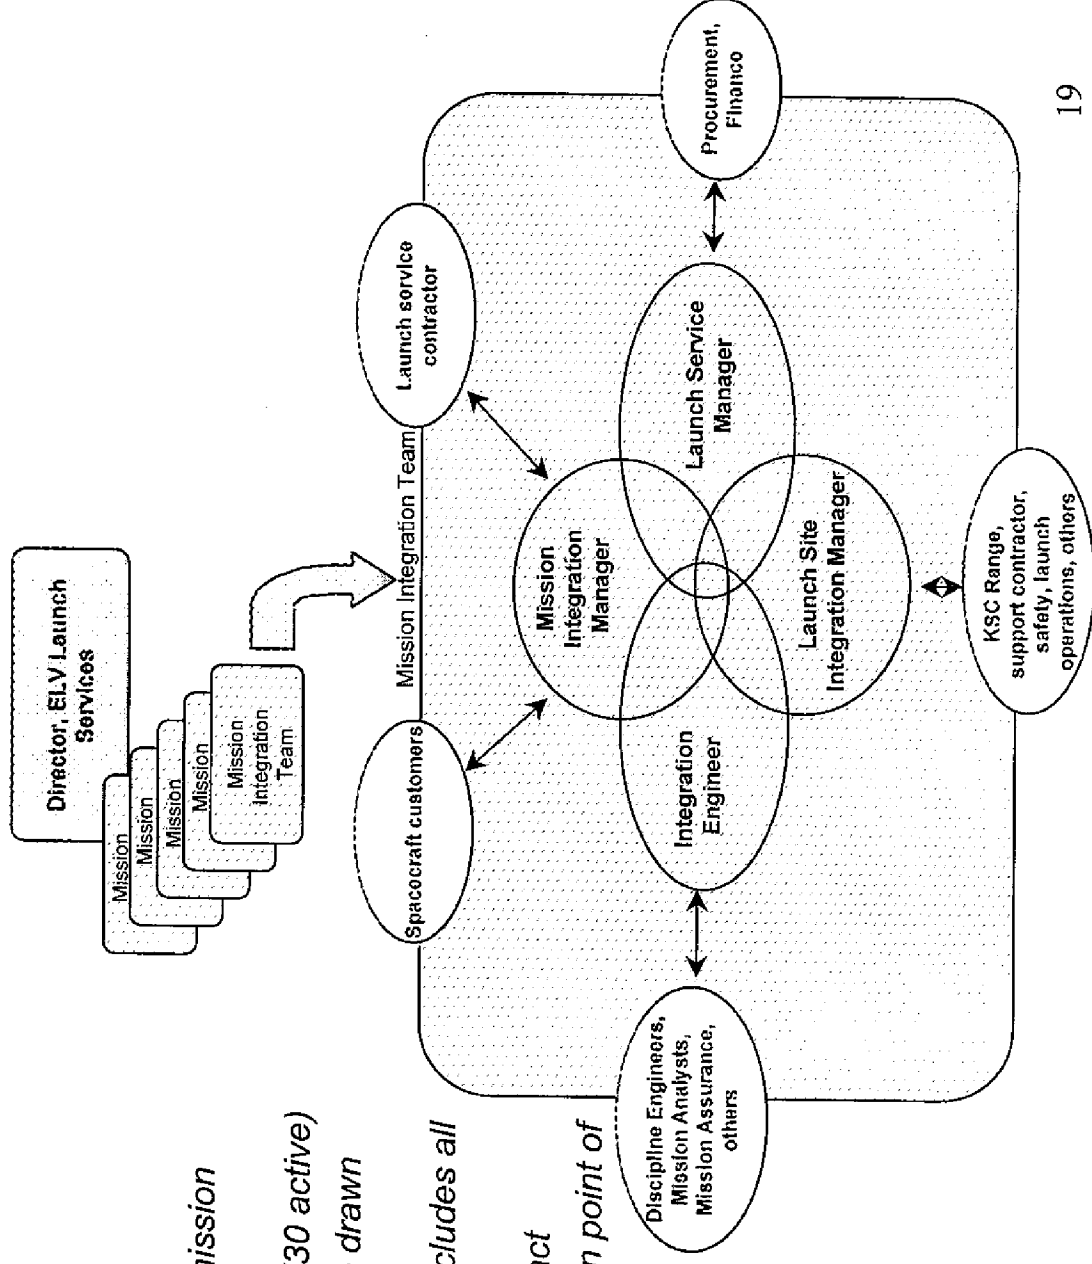 nission
30 active)
drawn
cludes all
act
n point of
Director, ELV Launch
Services
Mission
Mission
Mission
Mission
Mission
Integration
Team
Mission Integration Team
Spacecraft customers
Launch service
contractor
Mission
Integration
Manager
Integration
Engineer
Launch Service
Manager
Launch Site
Integration Manager
Discipline Engineers,
Mission Analysts,
Mission Assurance,
others
Procurement,
Finance
KSC Range,
support contractor,
safety, launch
operations, others
19